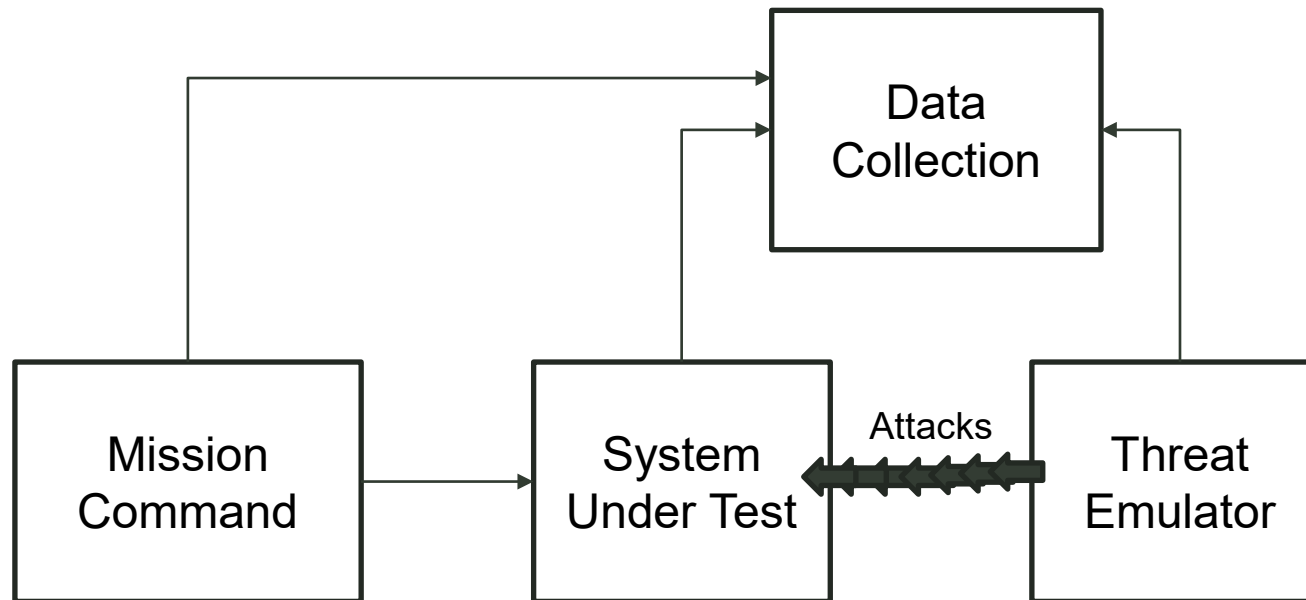 Data
Collection
Mission
Command
System
Under Test
Attacks
Threat
Emulator